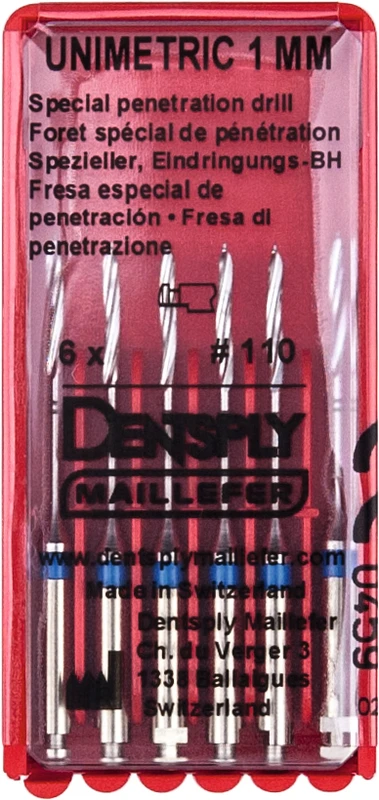 UNIMETRIC 1 MM
Special penetration drill
Foret spécial de pénétration
Spezieller, Eindringungs-BH
Fresa especial de
penetración • Fresa di
penetrazione
6 x # 110
DENTSPLY
MAILLEFER
www.dentsplymaillefer.com
Made in Switzerland
Dentsply Maillefer
Ch. du Verger 3
1338 Ballaigues
Switzerland
0459